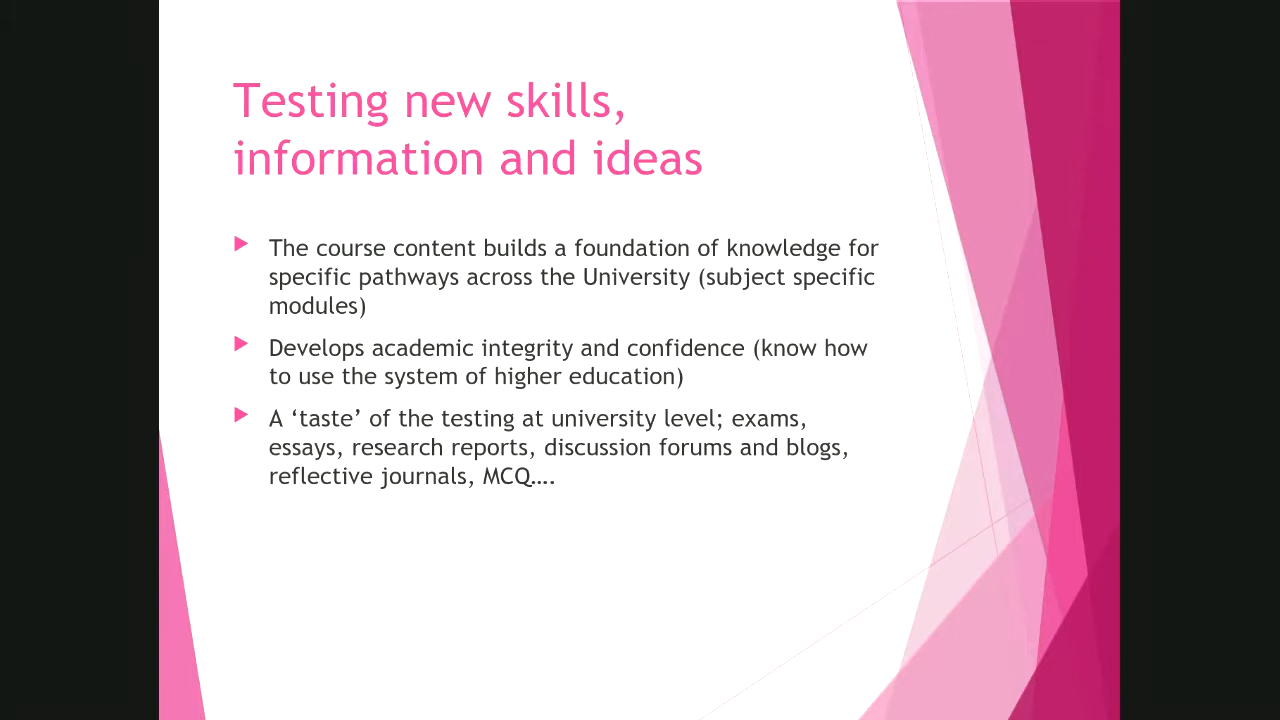 Testing new skills,
information and ideas
The course content builds a foundation of knowledge for
specific pathways across the University (subject specific
modules)
Develops academic integrity and confidence (know how
to use the system of higher education)
A ‘taste’ of the testing at university level; exams,
essays, research reports, discussion forums and blogs,
reflective journals, MCQ….